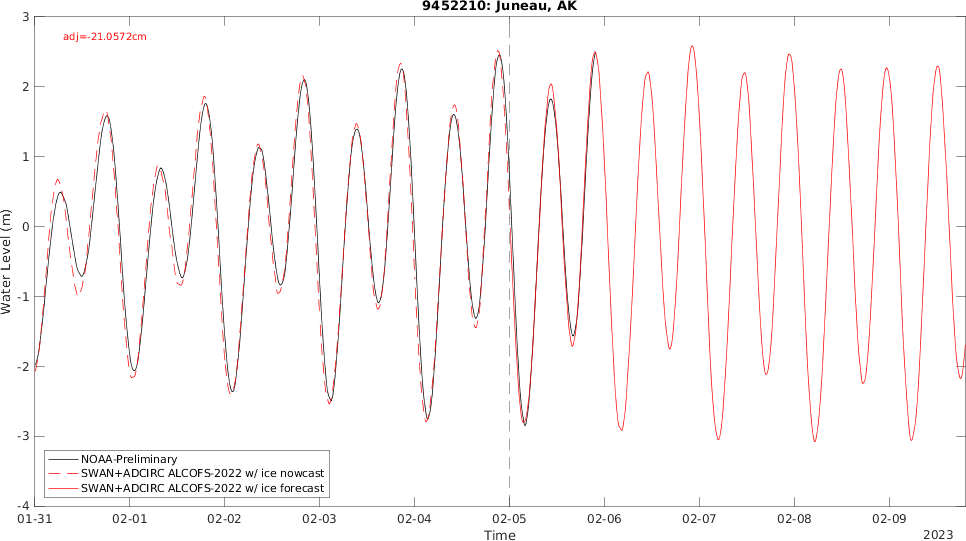 9452210: Juneau, AK
adj=-21.0572cm
3
2
1
0
-1
-2
-3
-4
Water Level (m)
NOAA-Preliminary
SWAN+ADCIRC ALCOFS-2022 w/ ice nowcast
SWAN+ADCIRC ALCOFS-2022 w/ ice forecast
01-31 02-01 02-02 02-03 02-04 02-05 02-06 02-07 02-08 02-09
Time
2023